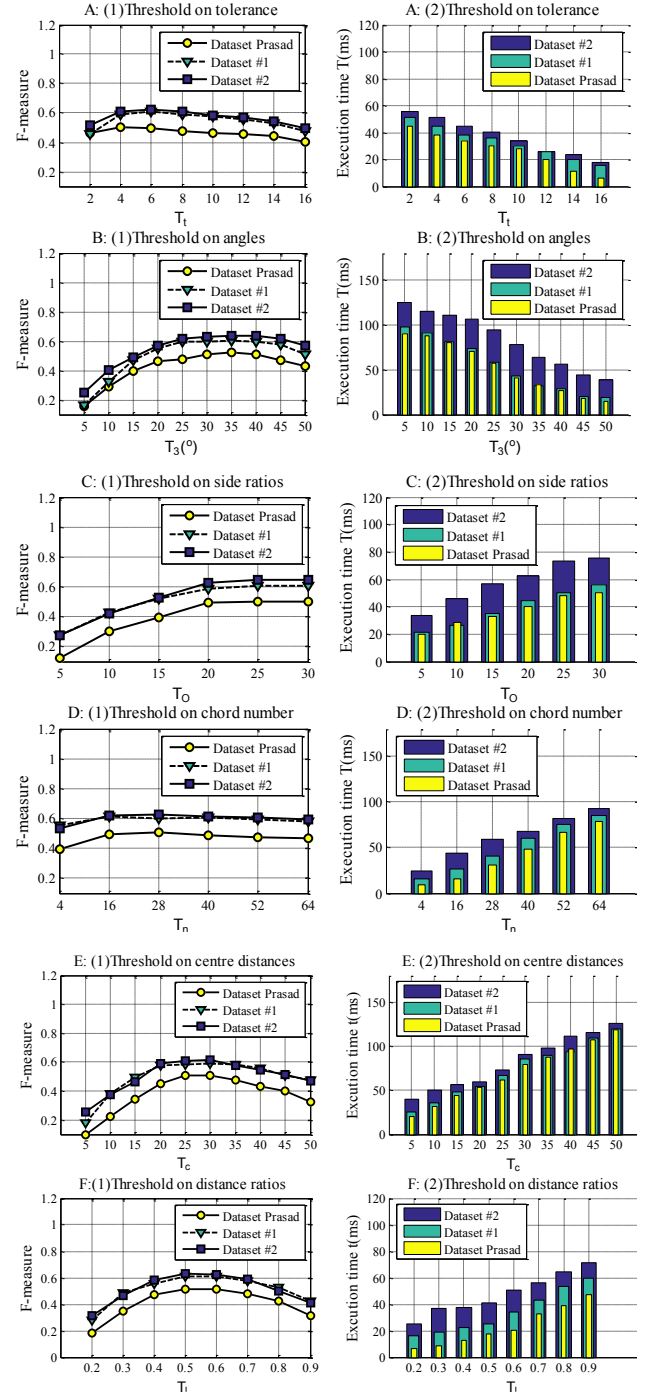 A: (1)Threshold on tolerance
F-measure
1.2
1
0.8
0.6
0.4
0.2
Dataset Prasad
Dataset #1
Dataset #2
2 4 6 8 10 12 14 16
T_t
A: (2)Threshold on tolerance
Execution time T(ms)
120
100
80
60
40
20
0
Dataset #2
Dataset #1
Dataset Prasad
2 4 6 8 10 12 14 16
T_t
B: (1)Threshold on angles
F-measure
1.2
1
0.8
0.6
0.4
0.2
Dataset Prasad
Dataset #1
Dataset #2
5 10 15 20 25 30 35 40 45 50
T_3(º)
B: (2)Threshold on angles
Execution time T(ms)
150
100
50
0
Dataset #2
Dataset #1
Dataset Prasad
5 10 15 20 25 30 35 40 45 50
T_3(º)
C: (1)Threshold on side ratios
F-measure
1.2
1
0.8
0.6
0.4
0.2
Dataset Prasad
Dataset #1
Dataset #2
5 10 15 20 25 30
T_O
C: (2)Threshold on side ratios
Execution time T(ms)
120
100
80
60
40
20
0
Dataset #2
Dataset #1
Dataset Prasad
5 10 15 20 25 30
T_O
D: (1)Threshold on chord number
F-measure
1.2
1
0.8
0.6
0.4
0.2
Dataset Prasad
Dataset #1
Dataset #2
4 16 28 40 52 64
T_n
D: (2)Threshold on chord number
Execution time T(ms)
150
100
50
0
Dataset #2
Dataset #1
Dataset Prasad
4 16 28 40 52 64
T_n
E: (1)Threshold on centre distances
F-measure
1.2
1
0.8
0.6
0.4
0.2
Dataset Prasad
Dataset #1
Dataset #2
5 10 15 20 25 30 35 40 45 50
T_c
E: (2)Threshold on centre distances
Excution time t(ms)
150
100
50
0
Dataset #2
Dataset #1
Dataset Prasad
5 10 15 20 25 30 35 40 45 50
T_c
F:(1)Threshold on distance ratios
F-measure
1.2
1
0.8
0.6
0.4
0.2
Dataset Prasad
Dataset #1
Dataset #2
0.2 0.3 0.4 0.5 0.6 0.7 0.8 0.9
F: (2)Threshold on distance ratios
Excution time t(ms)
120
100
80
60
40
20
0
Dataset #2
Dataset #1
Dataset Prasad
0.2 0.3 0.4 0.5 0.6 0.7 0.8 0.9